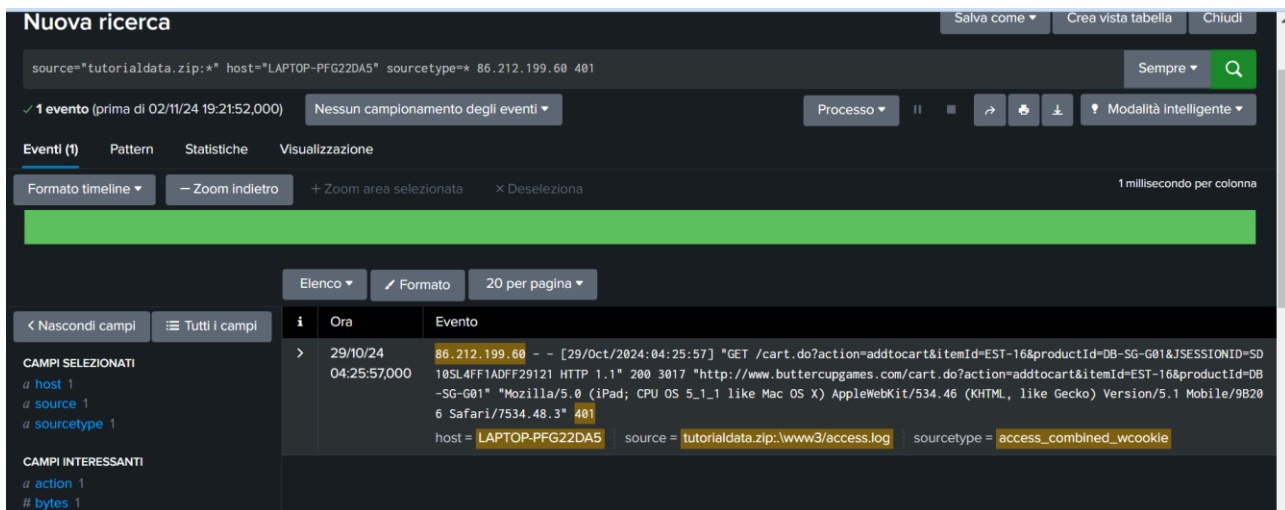 Nuova ricerca
Salva come ▾ Crea vista tabella Chiudi
source="tutorialdata.zip:*" host="LAPTOP-PFG22DA5" sourcetype=* 86.212.199.60 401
Sempre ▾
✓ 1 evento (prima di 02/11/24 19:21:52,000) Nessun campionamento degli eventi ▾ Processo ▾ Modalità intelligente ▾
Eventi (1) Pattern Statistiche Visualizzazione
Formato timeline ▾ — Zoom indietro + Zoom area selezionata × Deseleziona 1 millisecondo per colonna
Elenco ▾ Formato 20 per pagina ▾
< Nascondi campi Tutti i campi i Ora Evento
CAMPI SELEZIONATI
a host 1
a source 1
a sourcetype 1
CAMPI INTERESSANTI
a action 1
# bytes 1
> 29/10/24
04:25:57,000
86.212.199.60 - - [29/Oct/2024:04:25:57] "GET /cart.do?action=addtocart&itemId=EST-16&productId=DB-SG-G01&JSESSIONID=SD
10SL4FF1ADFF29121 HTTP 1.1" 200 3017 "http://www.buttercupgames.com/cart.do?action=addtocart&itemId=EST-16&productId=DB
-SG-G01" "Mozilla/5.0 (iPad; CPU OS 5_1_1 like Mac OS X) AppleWebKit/534.46 (KHTML, like Gecko) Version/5.1 Mobile/9B20
6 Safari/7534.48.3" 401
host = LAPTOP-PFG22DA5 source = tutorialdata.zip:.\www3/access.log sourcetype = access_combined_wcookie